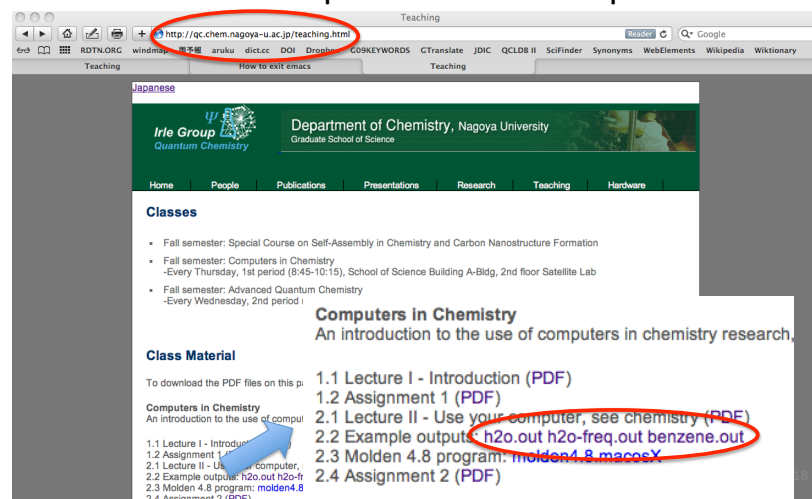 Teaching
http://qc.chem.nagoya-u.ac.jp/teaching.html
Reader
Google
RDTN.ORG windmap 雨予報 aruku dict.cc DOI Dropbox G09KEYWORDS GTranslate JDIC QCLDB II SciFinder Synonyms WebElements Wikipedia Wiktionary
Teaching How to exit emacs Teaching
Japanese
Ψ
Irle Group
Quantum Chemistry
Department of Chemistry, Nagoya University
Graduate School of Science
Home People Publications Presentations Research Teaching Hardware
Classes
▪ Fall semester: Special Course on Self-Assembly in Chemistry and Carbon Nanostructure Formation
▪ Fall semester: Computers in Chemistry
-Every Thursday, 1st period (8:45-10:15), School of Science Building A-Bldg, 2nd floor Satellite Lab
▪ Fall semester: Advanced Quantum Chemistry
-Every Wednesday, 2nd period
Class Material
To download the PDF files on this
Computers in Chemistry
An introduction to the use of comput
1.1 Lecture I - Introduct
1.2 Assignment 1
2.1 Lecture II - computer,
2.2 Example outputs: h2o.out h2o-fr
2.3 Molden 4.8 program: molden4.8
2.4 Assignment 2 (PDF)
Computers in Chemistry
An introduction to the use of computers in chemistry research,
1.1 Lecture I - Introduction (PDF)
1.2 Assignment 1 (PDF)
2.1 Lecture II - Use your computer, see chemistry (PDF)
2.2 Example outputs: h2o.out h2o-freq.out benzene.out
2.3 Molden 4.8 program: molden4.8.macosX
2.4 Assignment 2 (PDF)
18